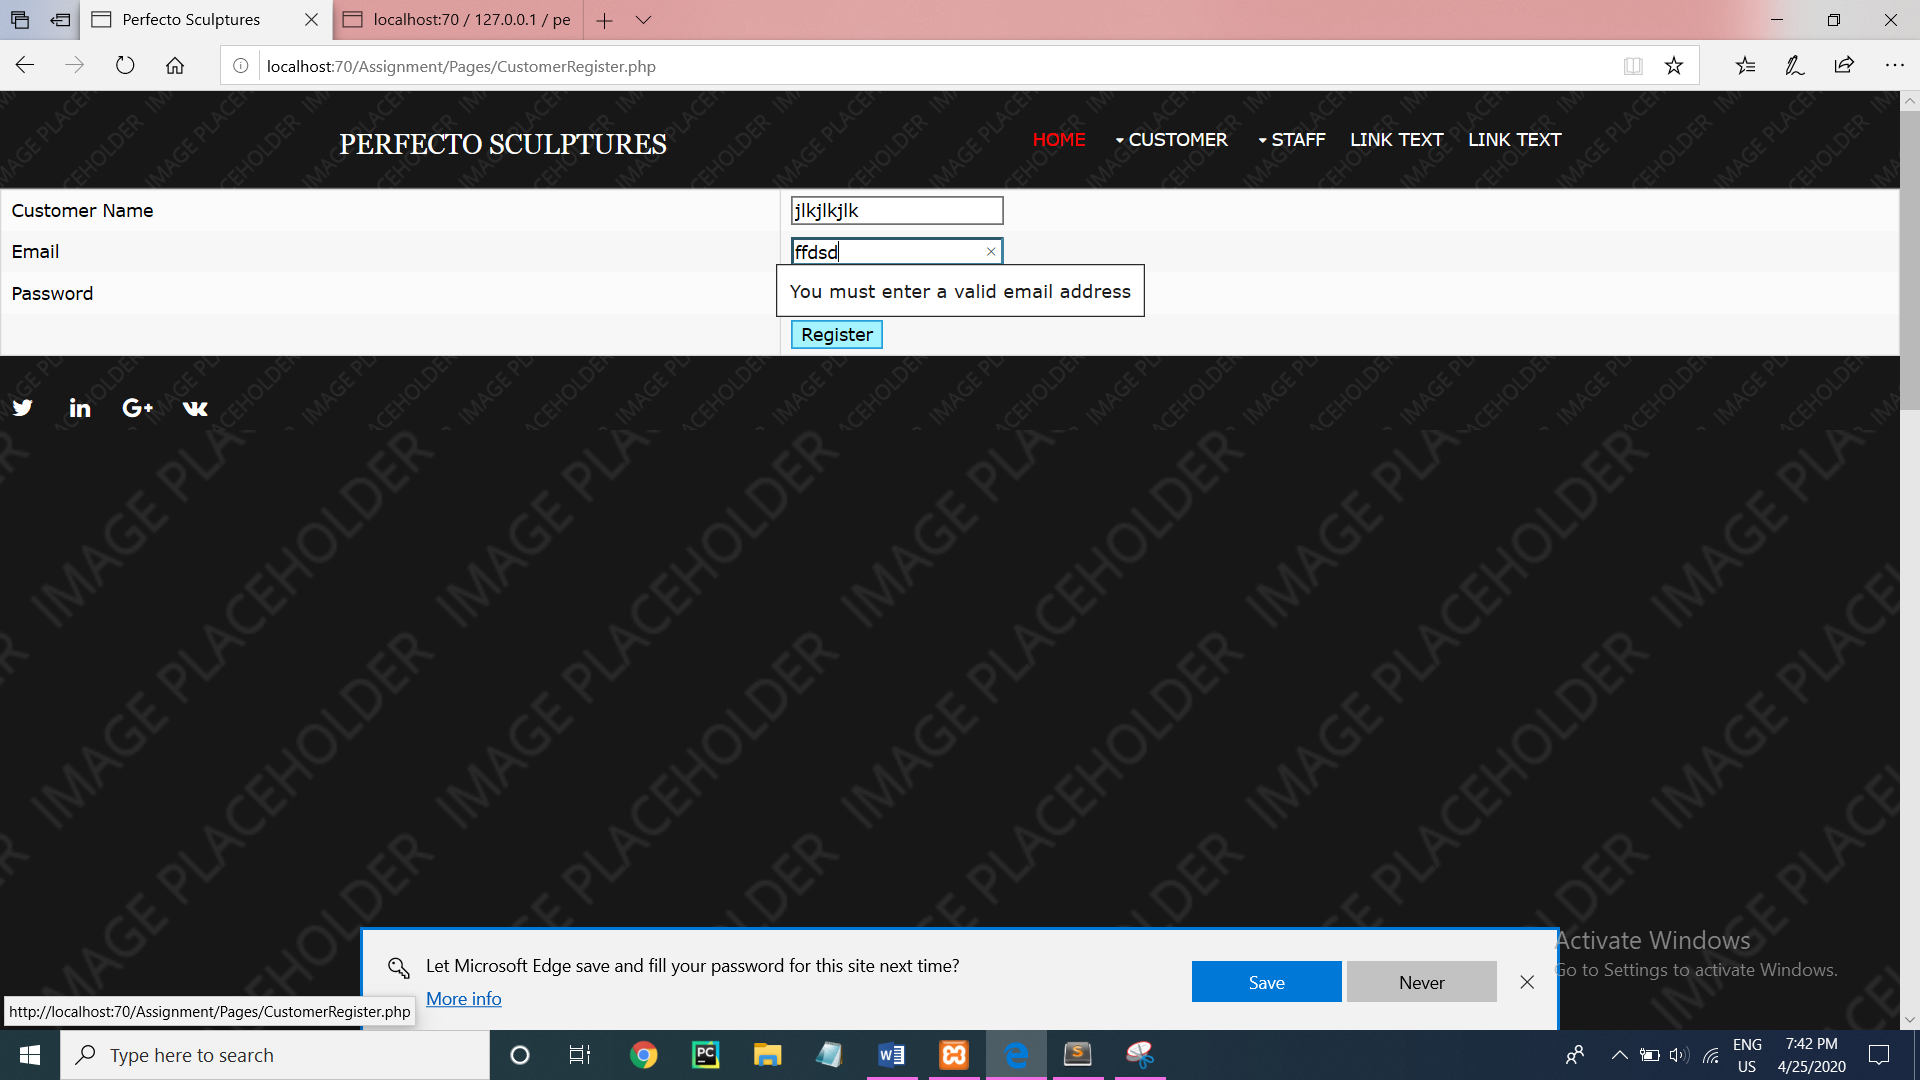 Perfecto Sculptures
localhost:70 / 127.0.0.1 / pe
localhost:70/Assignment/Pages/CustomerRegister.php
PERFECTO SCULPTURES
HOME CUSTOMER STAFF LINK TEXT LINK TEXT
Customer Name jlkjlkjlk
Email ffdsd
You must enter a valid email address
Password
Register
IMAGE PLACEHOLDER
Let Microsoft Edge save and fill your password for this site next time?
More info
Save
Never
Activate Windows
Go to Settings to activate Windows.
http://localhost:70/Assignment/Pages/CustomerRegister.php
Type here to search
ENG
US
7:42 PM
4/25/2020